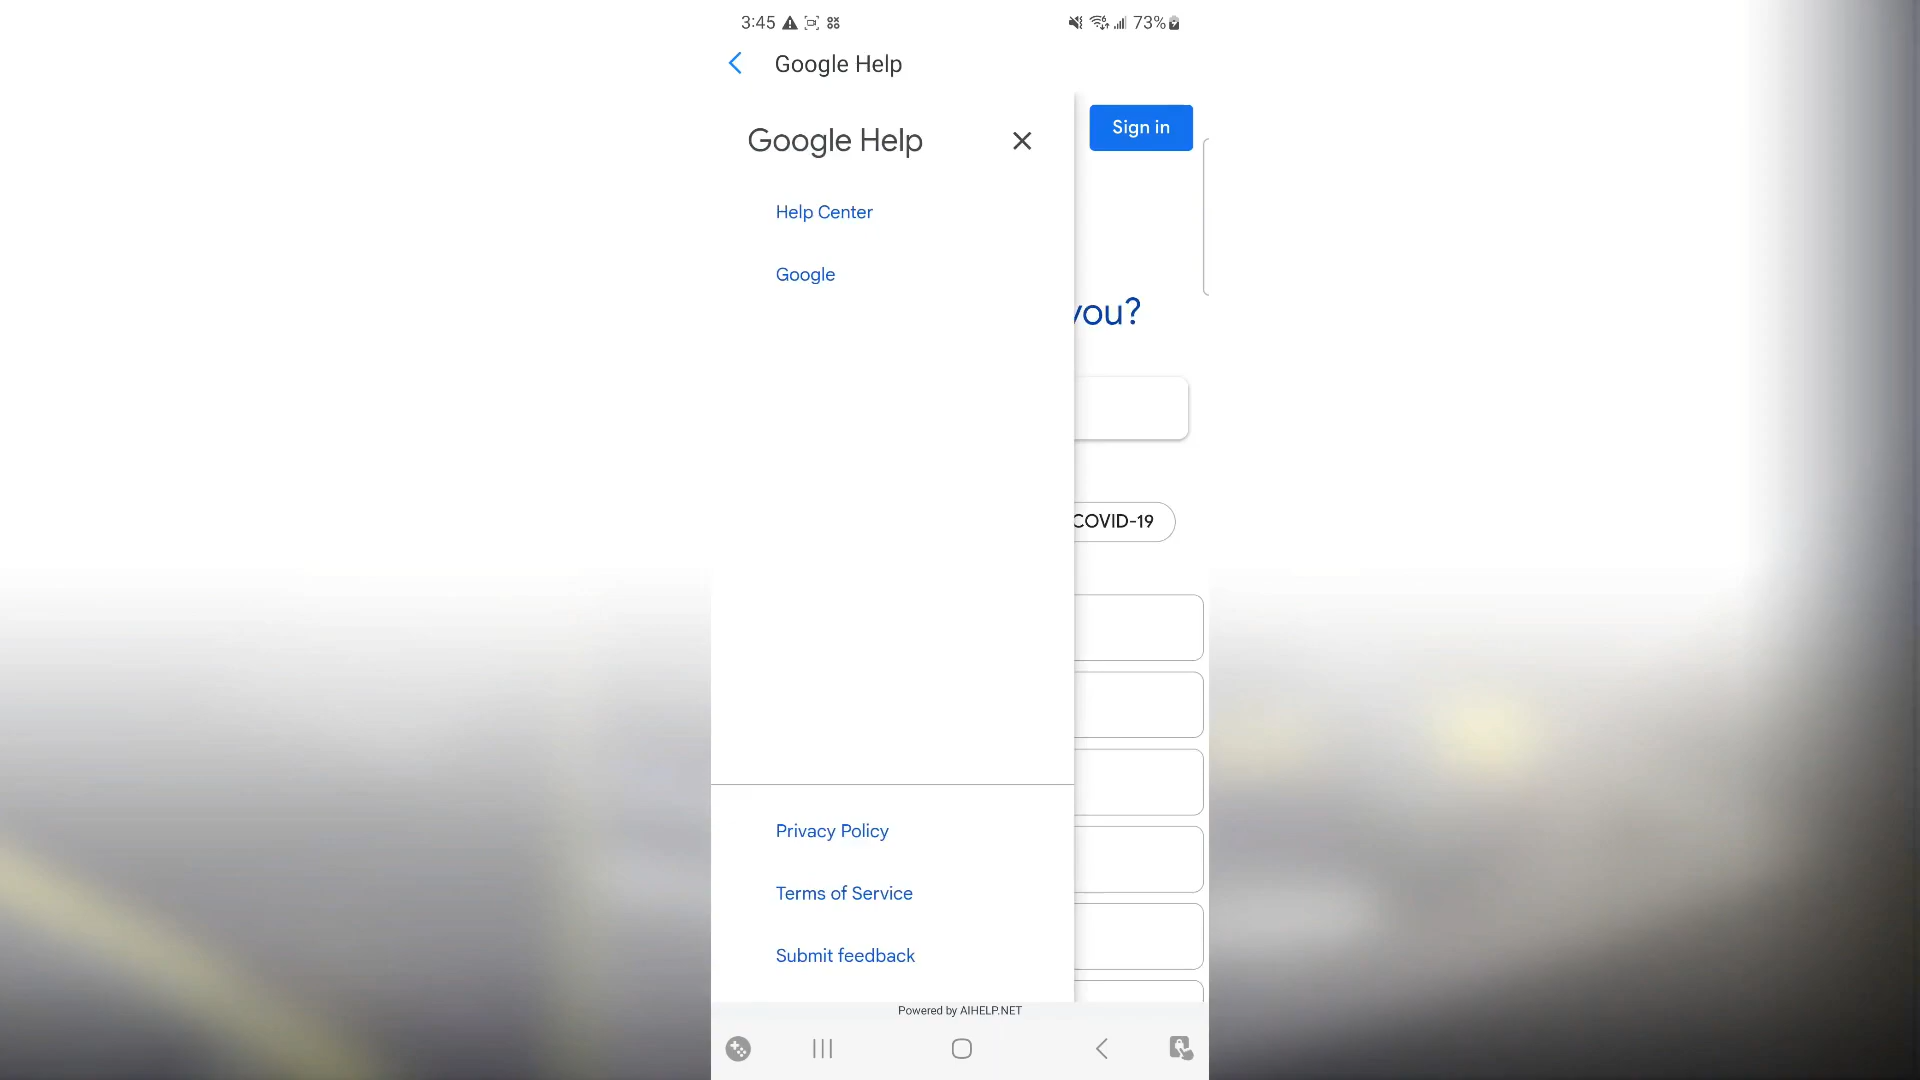 3:45
73%
Google Help
Sign in
Google Help
Help Center
Google
you?
COVID-19
Privacy Policy
Terms of Service
Submit feedback
Powered by AIHELP.NET